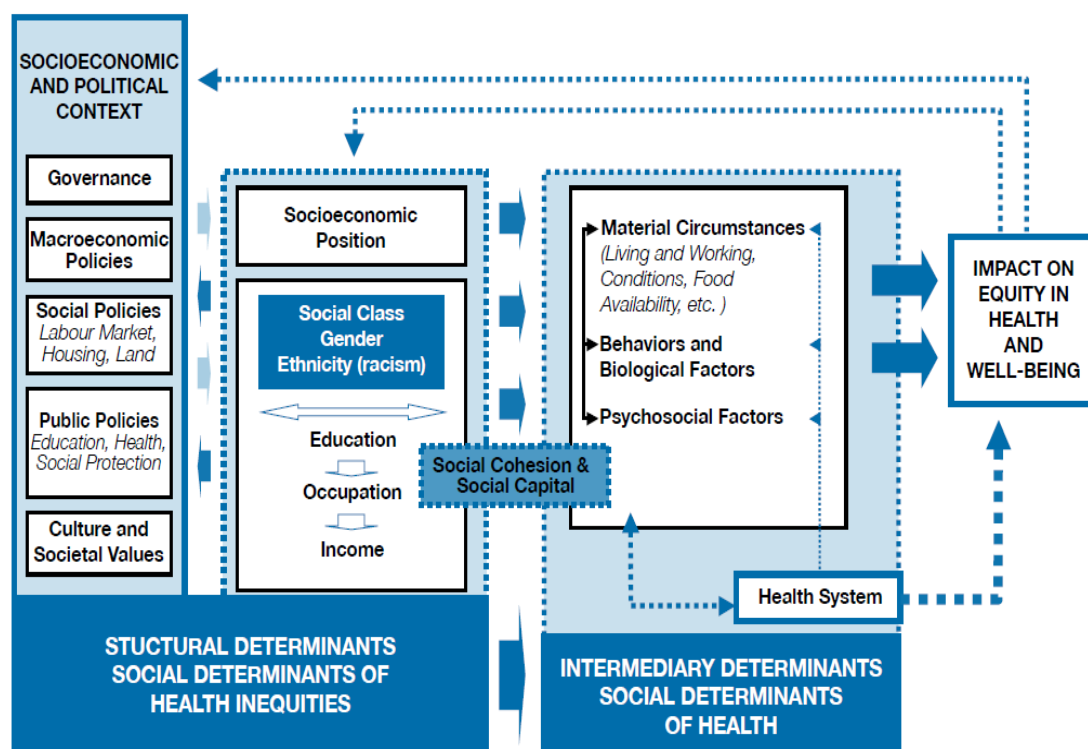 SOCIOECONOMIC
AND POLITICAL
CONTEXT
Governance
Macroeconomic
Policies
Social Policies
Labour Market,
Housing, Land
Public Policies
Education, Health,
Social Protection
Culture and
Societal Values
Socioeconomic
Position
Social Class
Gender
Ethnicity (racism)
Education
Occupation
Income
Social Cohesion &
Social Capital
Material Circumstances
(Living and Working,
Conditions, Food
Availability, etc. )
Behaviors and
Biological Factors
Psychosocial Factors
Health System
IMPACT ON
EQUITY IN
HEALTH
AND
WELL-BEING
STUCTURAL DETERMINANTS
SOCIAL DETERMINANTS OF
HEALTH INEQUITIES
INTERMEDIARY DETERMINANTS
SOCIAL DETERMINANTS
OF HEALTH